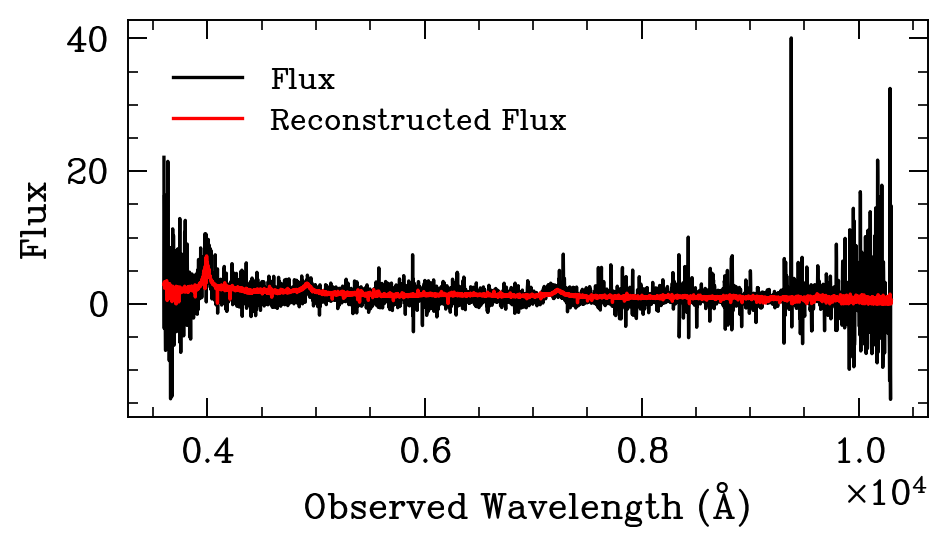 40
20
0
Flux
Flux
Reconstructed Flux
0.4 0.6 0.8 1.0
×10⁴
Observed Wavelength (Å)